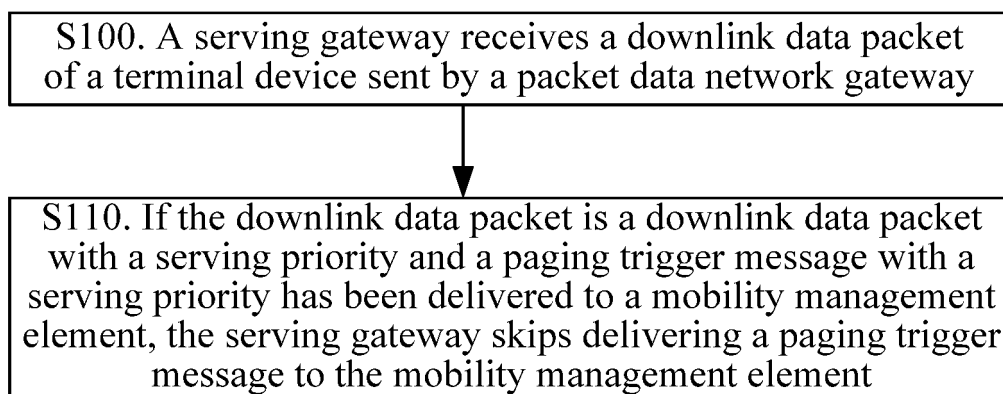 S100. A serving gateway receives a downlink data packet
of a terminal device sent by a packet data network gateway
S110. If the downlink data packet is a downlink data packet
with a serving priority and a paging trigger message with a
serving priority has been delivered to a mobility management
element, the serving gateway skips delivering a paging trigger
message to the mobility management element